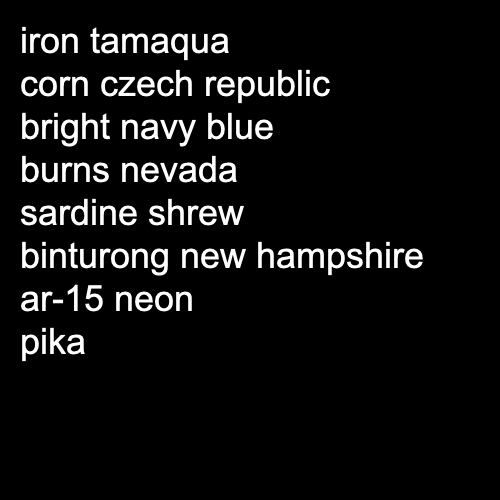 iron tamaqua
corn czech republic
bright navy blue
burns nevada
sardine shrew
binturong new hampshire
ar-15 neon
pika